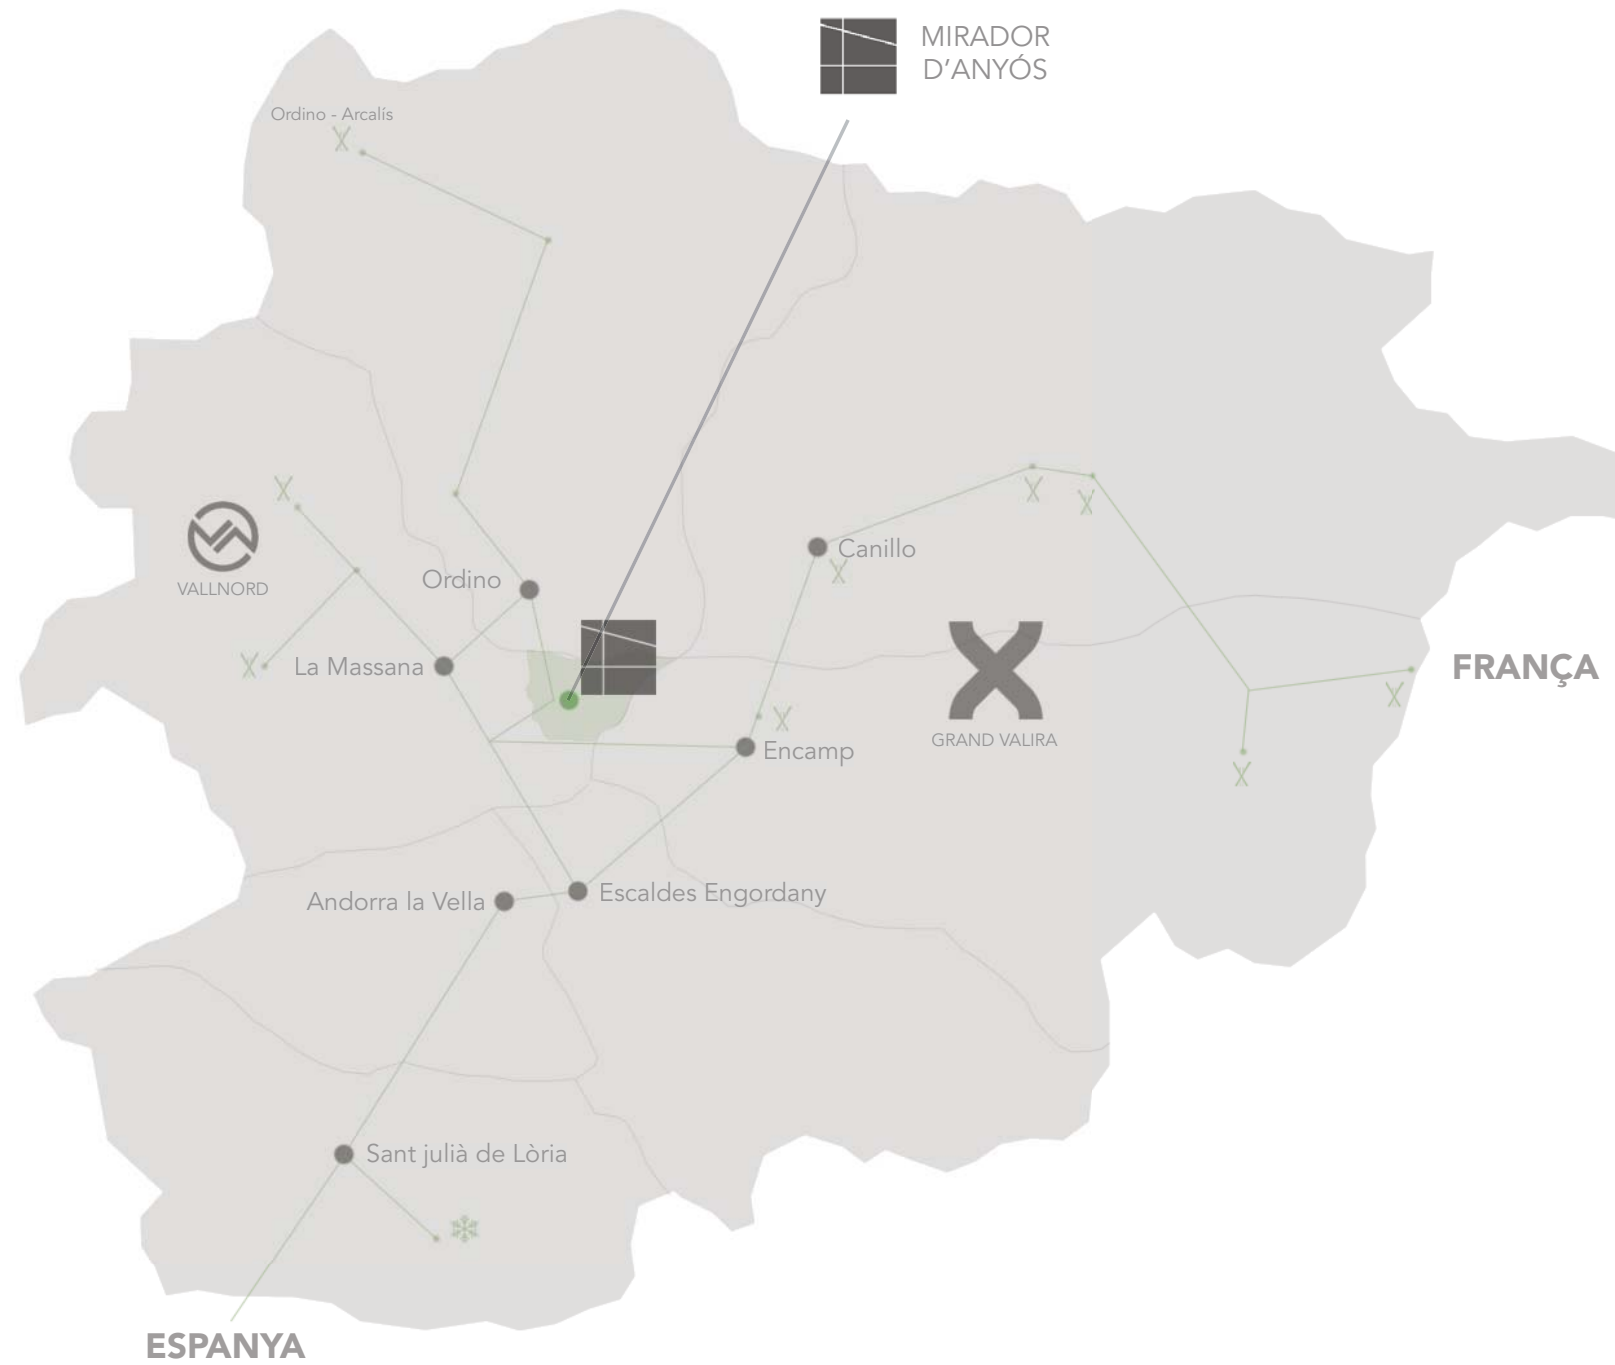 MIRADOR
D'ANYÓS
Ordino - Arcalís
VALLNORD
Ordino
Canillo
La Massana
FRANÇA
GRAND VALIRA
Encamp
Andorra la Vella
Escaldes Engordany
Sant julià de Lòria
ESPANYA